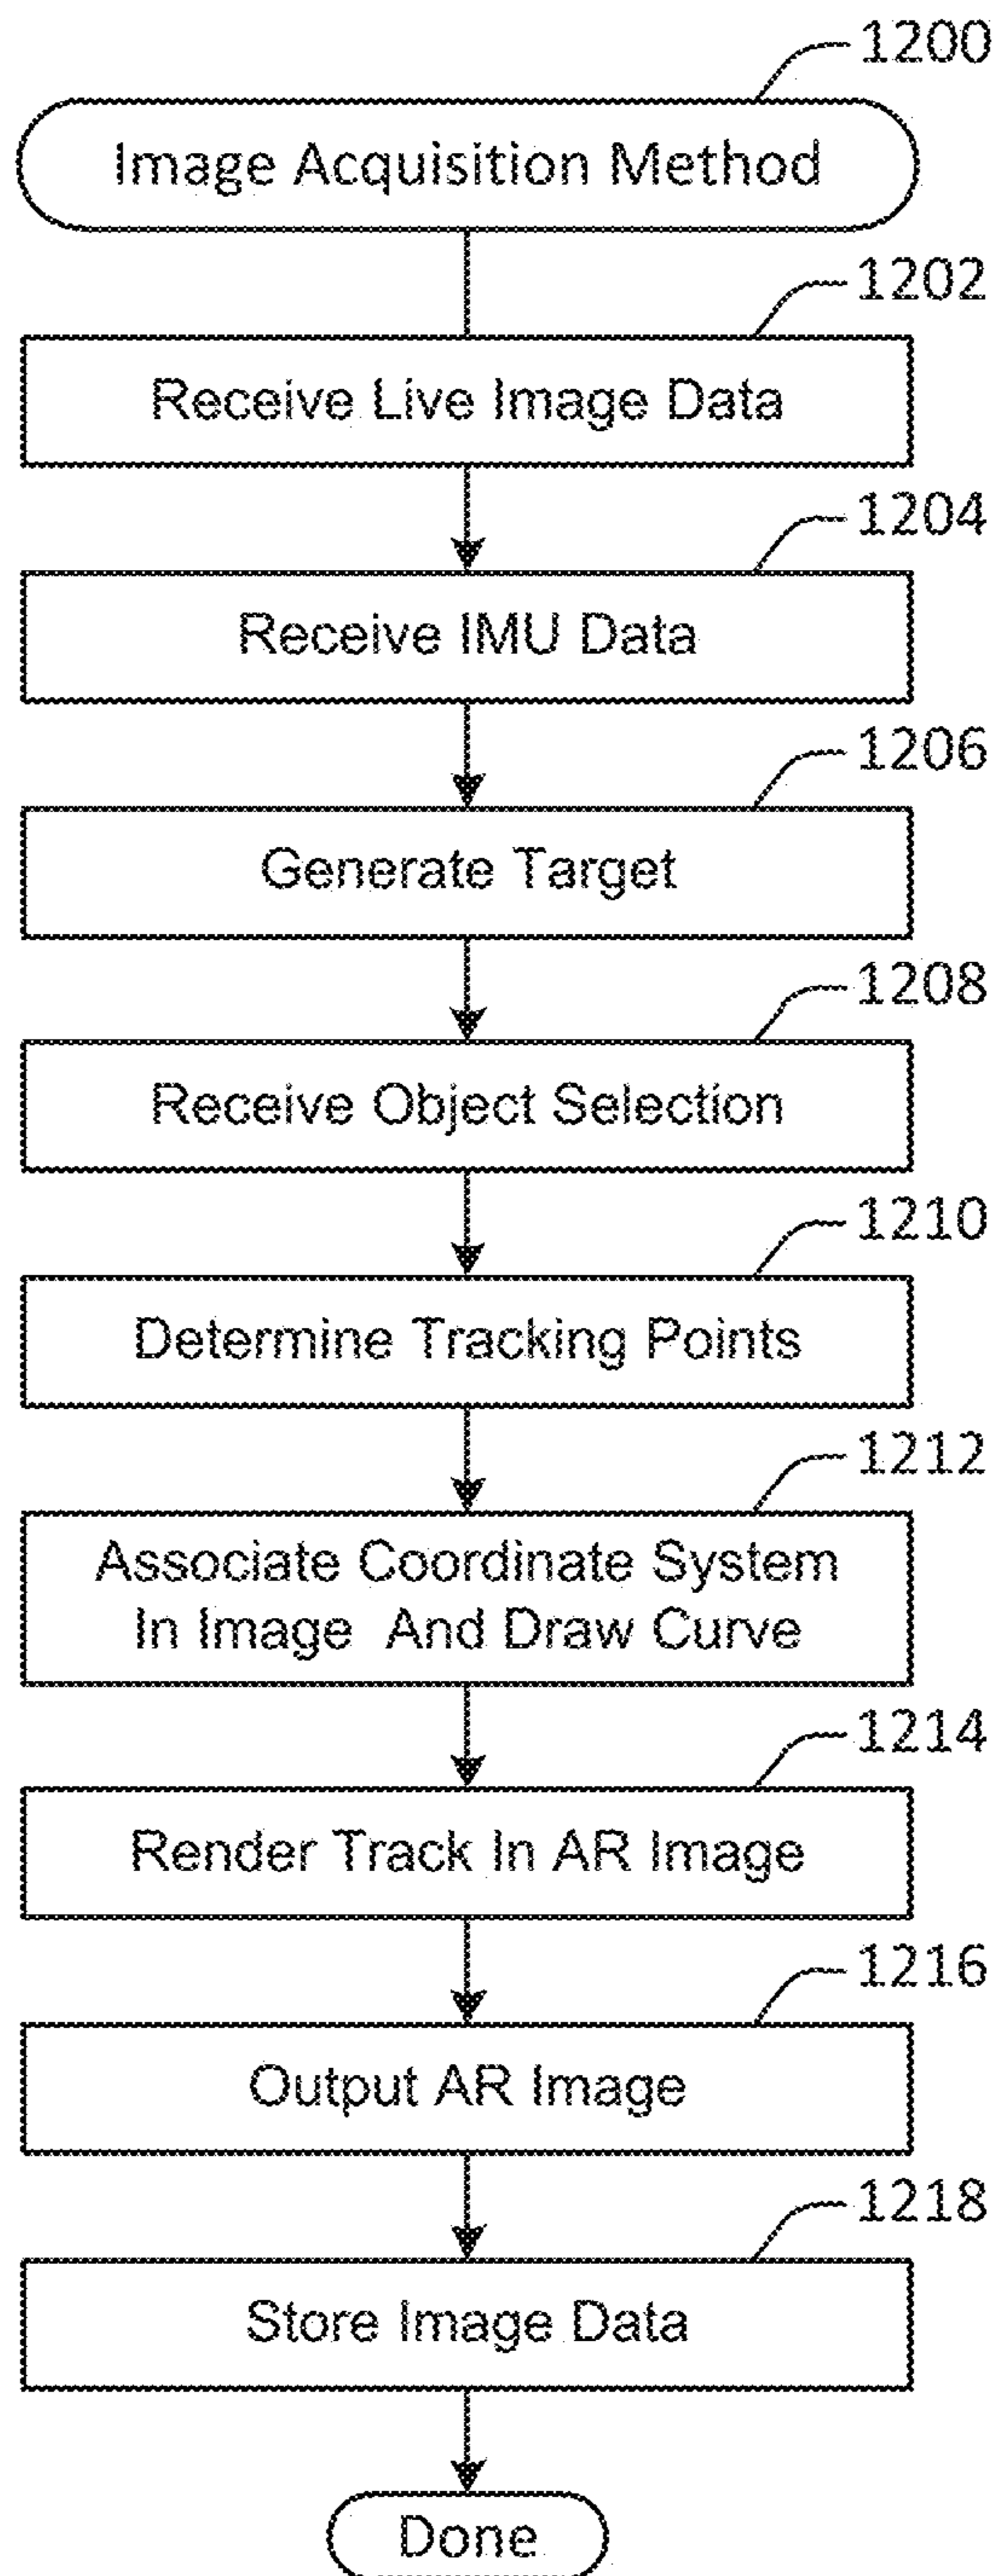 1200
Image Acquisition Method
1202
Receive Live Image Data
1204
Receive IMU Data
1206
Generate Target
1208
Receive Object Selection
1210
Determine Tracking Points
1212
Associate Coordinate System
In Image And Draw Curve
1214
Render Track In AR Image
1216
Output AR Image
1218
Store Image Data
Done